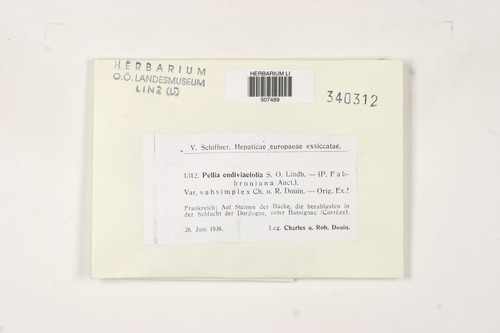 HERBARIUM
O.Ö. LANDESMUSEUM
LINZ (LI)
HERBARIUM LI
507489
340312
V. Schiffner. Hepaticae europaeae exsiccatae.
1312. Pellia endiviaefolia S. O. Lindb. — (P. Fab-
broniana Auct.).
Var. subsimplex Ch. u. R. Douin. — Orig. Ex.!
Frankreich: Auf Steinen der Bäche, die herablaufen in
der Schlucht der Dordogne, unter Bassignac (Corrèze).
26. Juni 1936.
Leg. Charles u. Rob. Douin.